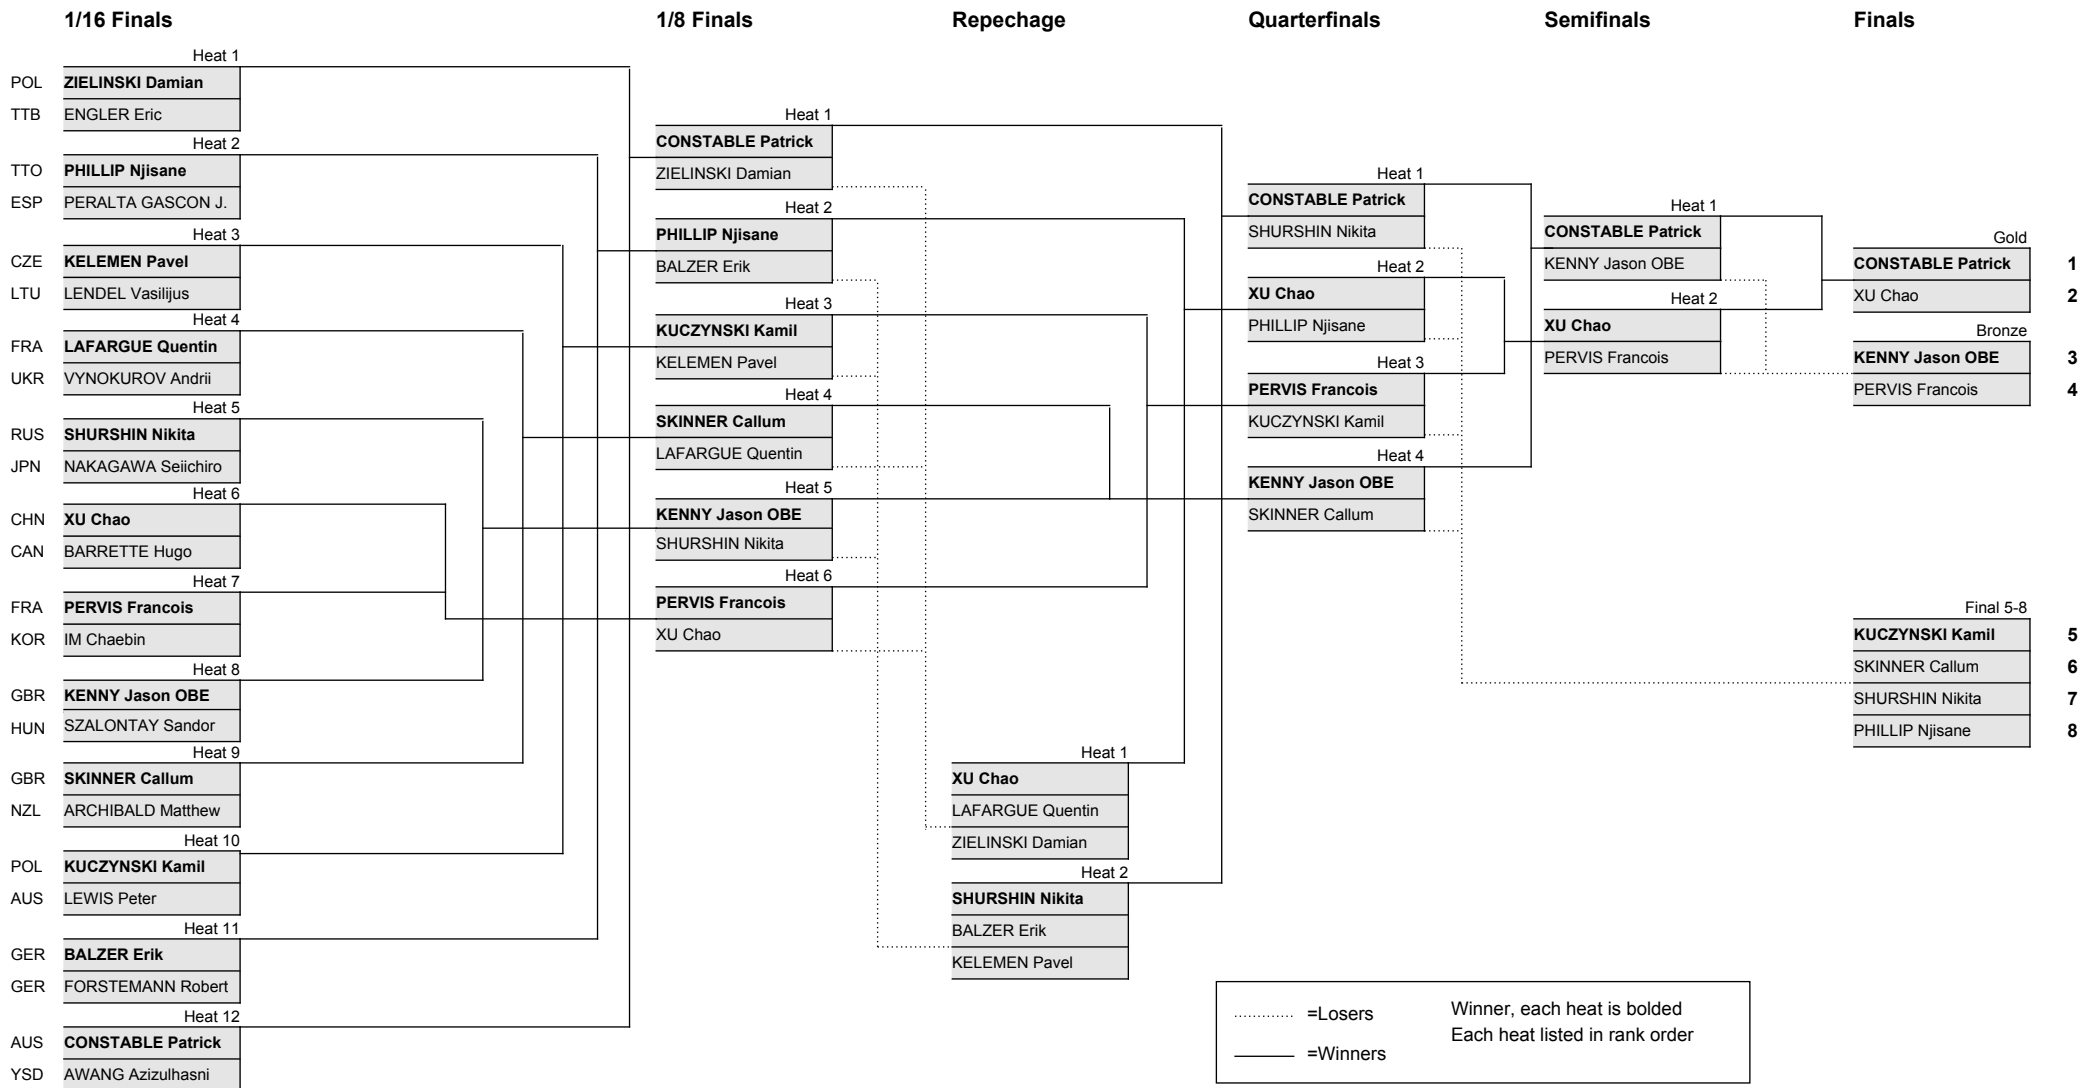 1/16 Finals
1/8 Finals
Repechage
Quarterfinals
Semifinals
Finals
Heat 1
POL ZIELINSKI Damian
TTB ENGLER Eric
Heat 2
TTO PHILLIP Njisane
ESP PERALTA GASCON J.
Heat 3
CZE KELEMEN Pavel
LTU LENDEL Vasilijus
Heat 4
FRA LAFARGUE Quentin
UKR VYNOKUROV Andrii
Heat 5
RUS SHURSHIN Nikita
JPN NAKAGAWA Seiichiro
Heat 6
CHN XU Chao
CAN BARRETTE Hugo
Heat 7
FRA PERVIS Francois
KOR IM Chaebin
Heat 8
GBR KENNY Jason OBE
HUN SZALONTAY Sandor
Heat 9
GBR SKINNER Callum
NZL ARCHIBALD Matthew
Heat 10
POL KUCZYNSKI Kamil
AUS LEWIS Peter
Heat 11
GER BALZER Erik
GER FORSTEMANN Robert
Heat 12
AUS CONSTABLE Patrick
YSD AWANG Azizulhasni
Heat 1
CONSTABLE Patrick
ZIELINSKI Damian
Heat 2
PHILLIP Njisane
BALZER Erik
Heat 3
KUCZYNSKI Kamil
KELEMEN Pavel
Heat 4
SKINNER Callum
LAFARGUE Quentin
Heat 5
KENNY Jason OBE
SHURSHIN Nikita
Heat 6
PERVIS Francois
XU Chao
Heat 1
XU Chao
LAFARGUE Quentin
ZIELINSKI Damian
Heat 2
SHURSHIN Nikita
BALZER Erik
KELEMEN Pavel
Heat 1
CONSTABLE Patrick
SHURSHIN Nikita
Heat 2
XU Chao
PHILLIP Njisane
Heat 3
PERVIS Francois
KUCZYNSKI Kamil
Heat 4
KENNY Jason OBE
SKINNER Callum
Heat 1
CONSTABLE Patrick
KENNY Jason OBE
Heat 2
XU Chao
PERVIS Francois
Gold
CONSTABLE Patrick 1
XU Chao 2
Bronze
KENNY Jason OBE 3
PERVIS Francois 4
Final 5-8
KUCZYNSKI Kamil 5
SKINNER Callum 6
SHURSHIN Nikita 7
PHILLIP Njisane 8
=Losers
=Winners
Winner, each heat is bolded
Each heat listed in rank order